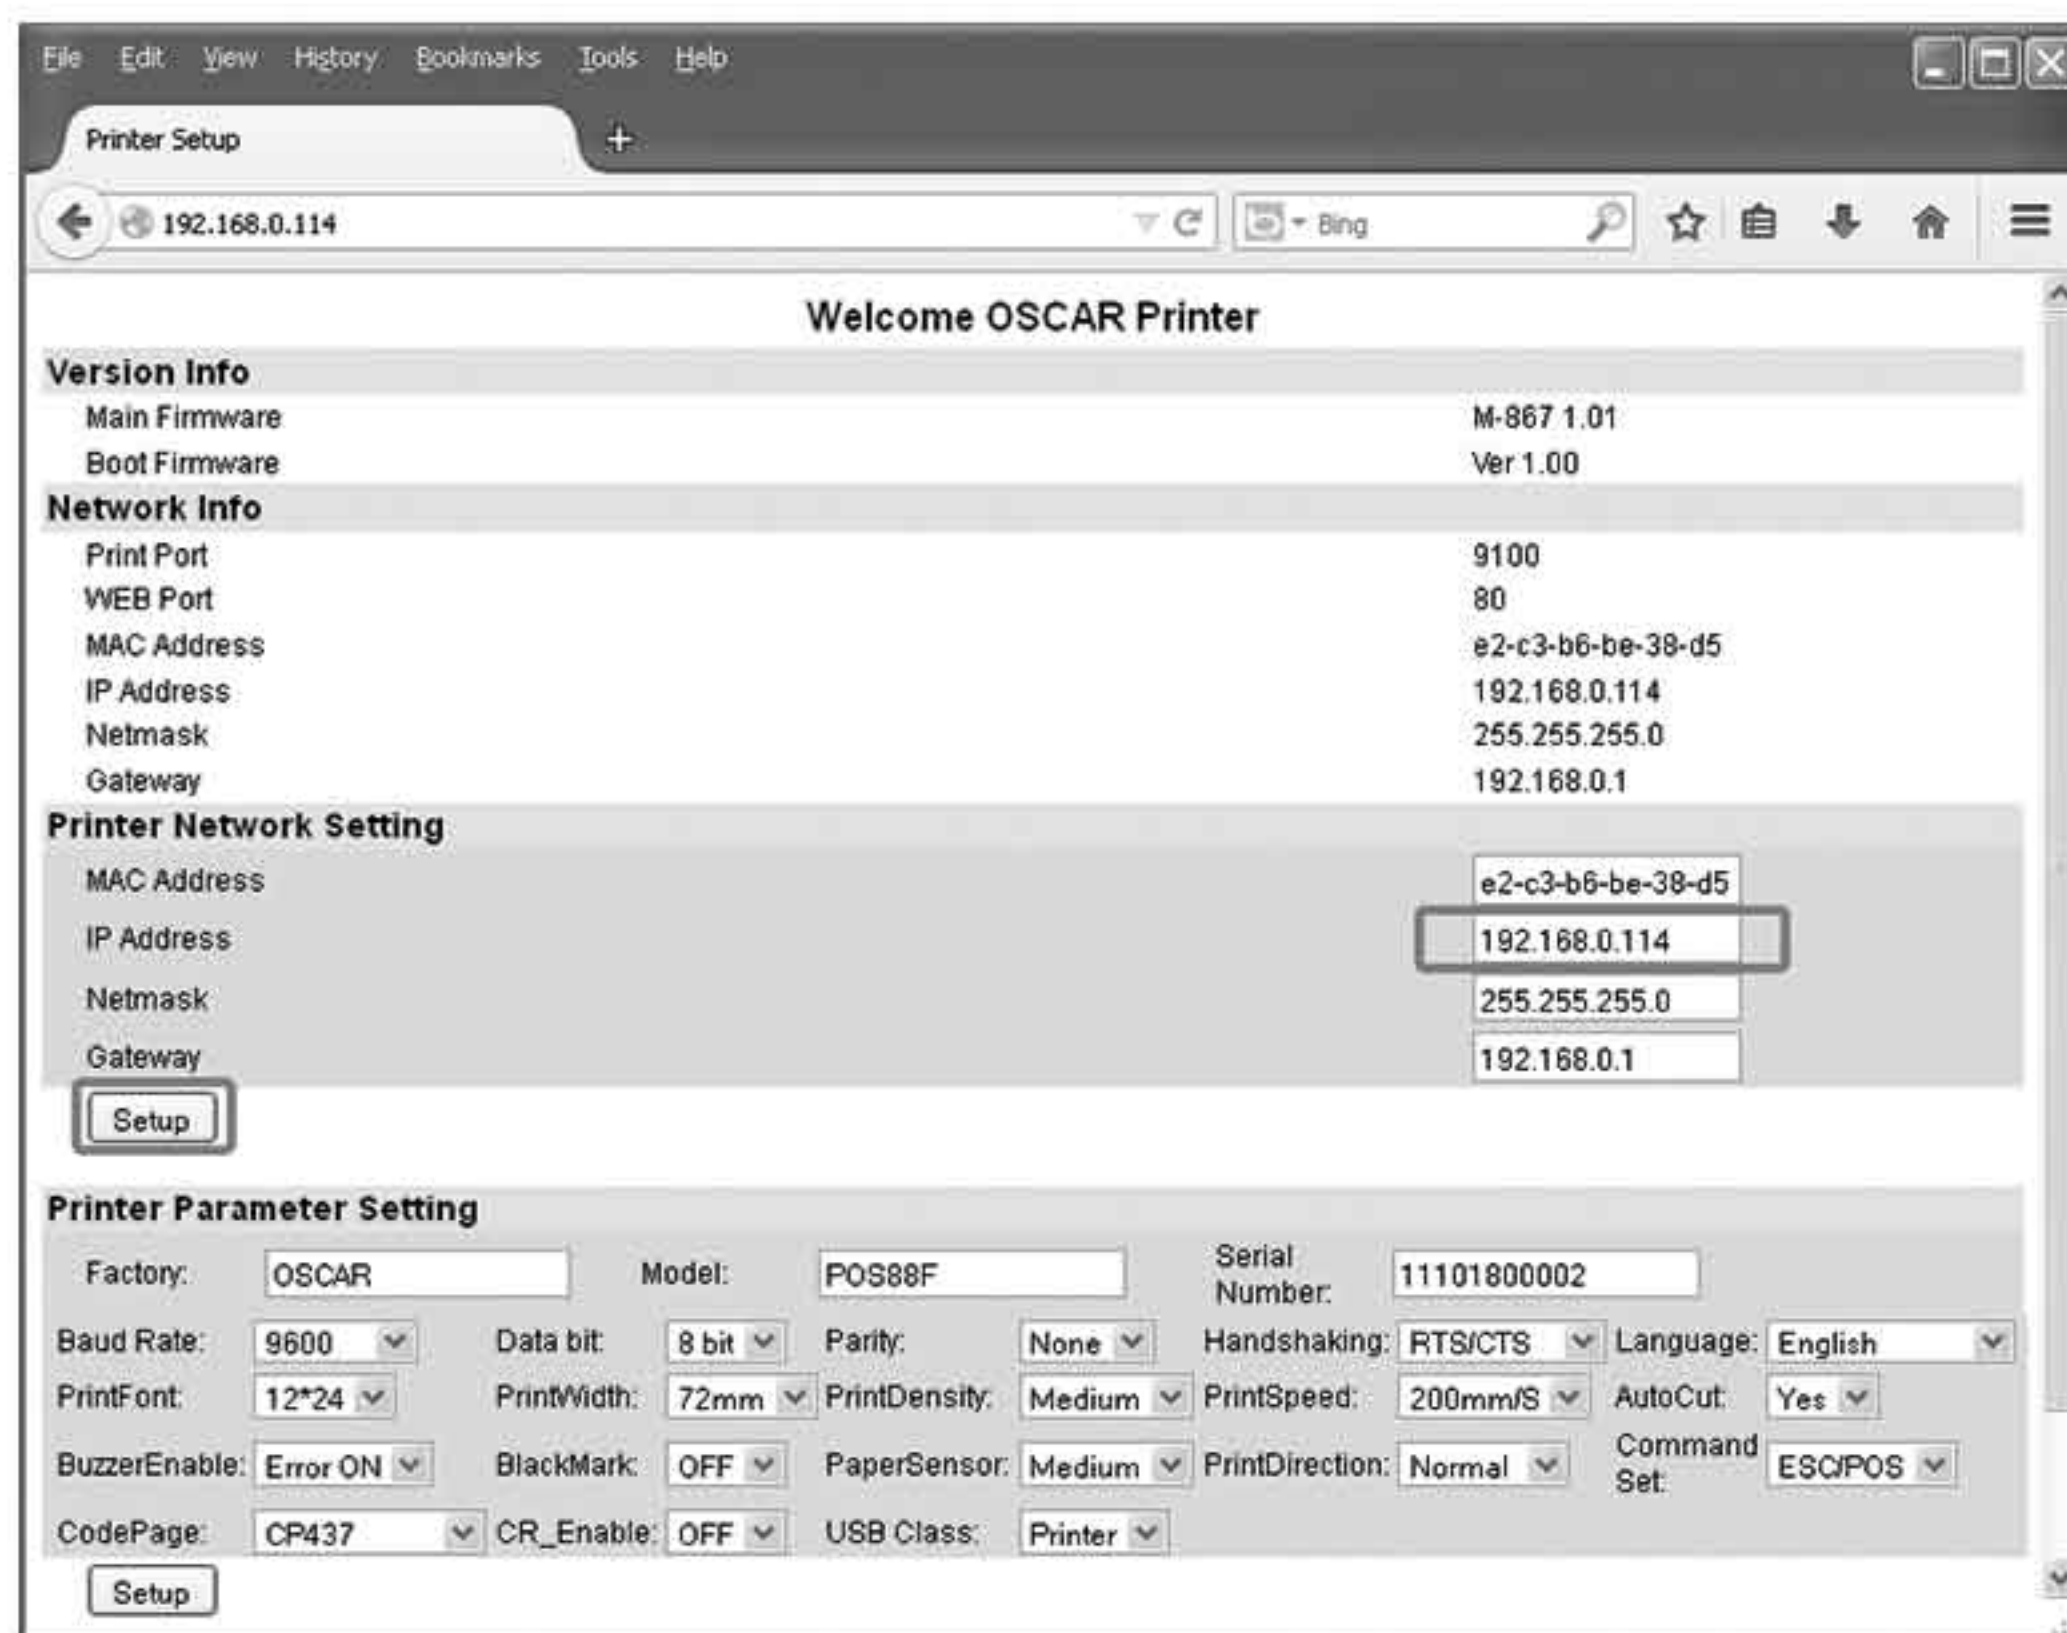 File Edit View History Bookmarks Tools Help
Printer Setup +
192.168.0.114 Bing
Welcome OSCAR Printer
Version Info
Main Firmware M-867 1.01
Boot Firmware Ver 1.00
Network Info
Print Port 9100
WEB Port 80
MAC Address e2-c3-b6-be-38-d5
IP Address 192.168.0.114
Netmask 255.255.255.0
Gateway 192.168.0.1
Printer Network Setting
MAC Address e2-c3-b6-be-38-d5
IP Address 192.168.0.114
Netmask 255.255.255.0
Gateway 192.168.0.1
Setup
Printer Parameter Setting
Factory: OSCAR Model: POS88F Serial Number: 11101800002
Baud Rate: 9600 Data bit: 8 bit Parity: None Handshaking: RTS/CTS Language: English
PrintFont: 12*24 PrintWidth: 72mm PrintDensity: Medium PrintSpeed: 200mm/S AutoCut: Yes
BuzzerEnable: Error ON BlackMark: OFF PaperSensor: Medium PrintDirection: Normal Command Set: ESC/POS
CodePage: CP437 CR_Enable: OFF USB Class: Printer
Setup